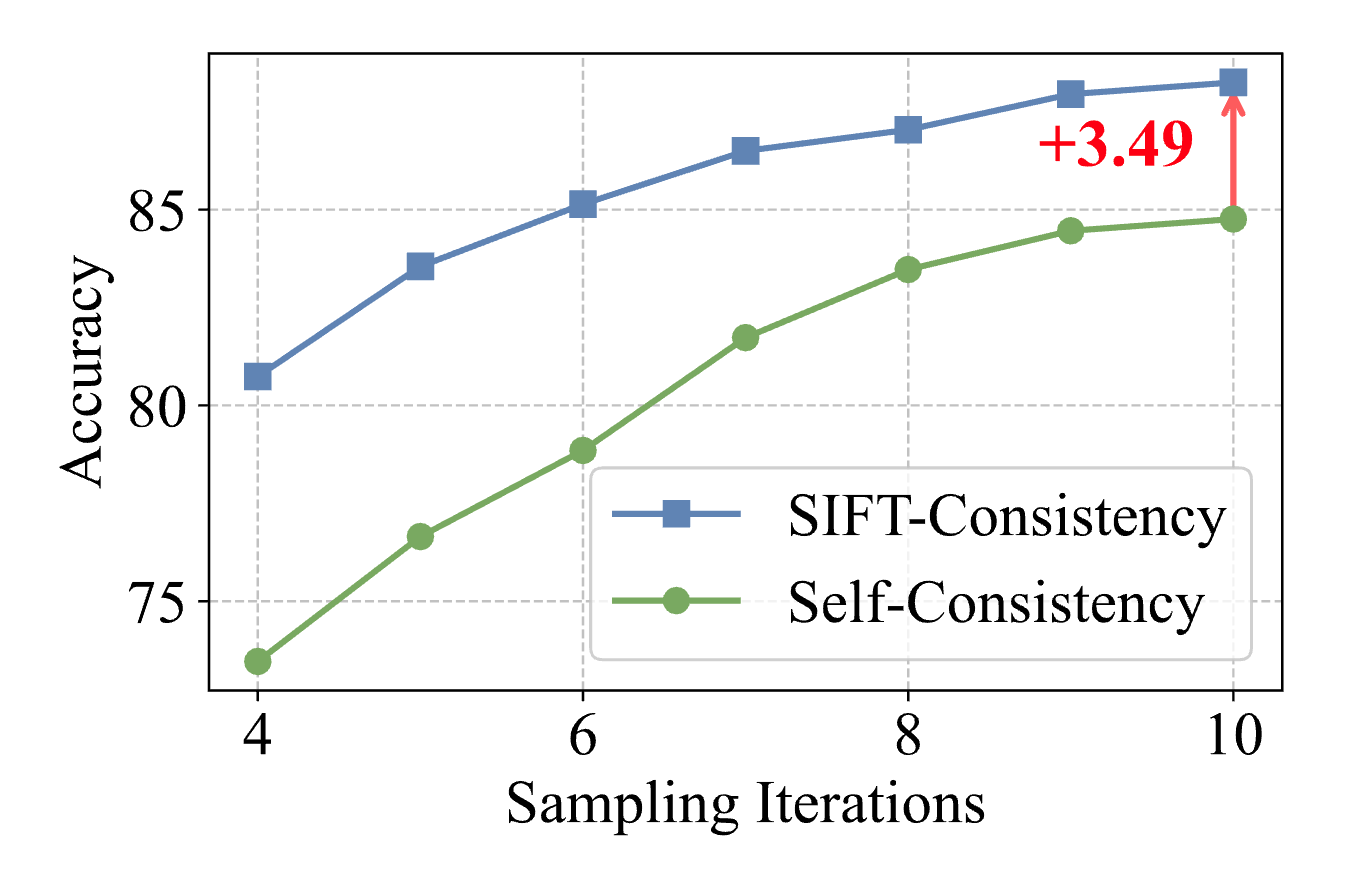 Accuracy
85
80
75
+3.49
SIFT-Consistency
Self-Consistency
4 6 8 10
Sampling Iterations